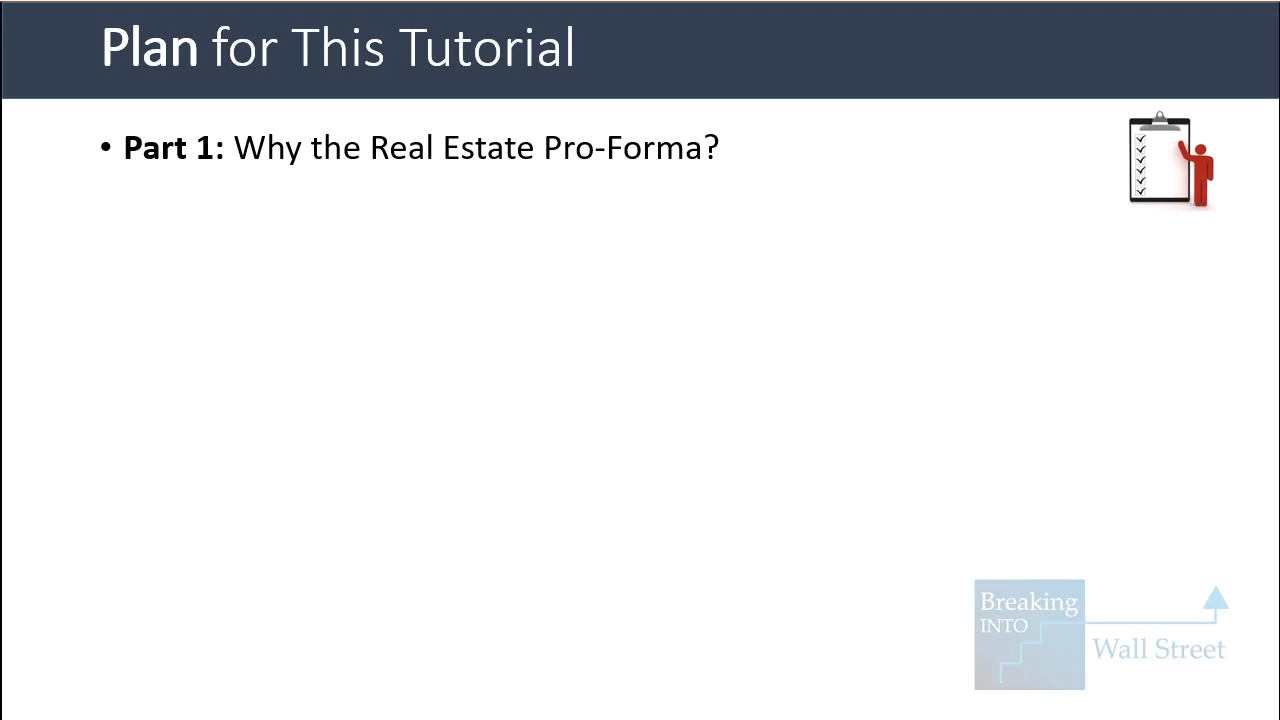 Plan for This Tutorial
• Part 1: Why the Real Estate Pro-Forma?
Breaking
INTO
Wall Street